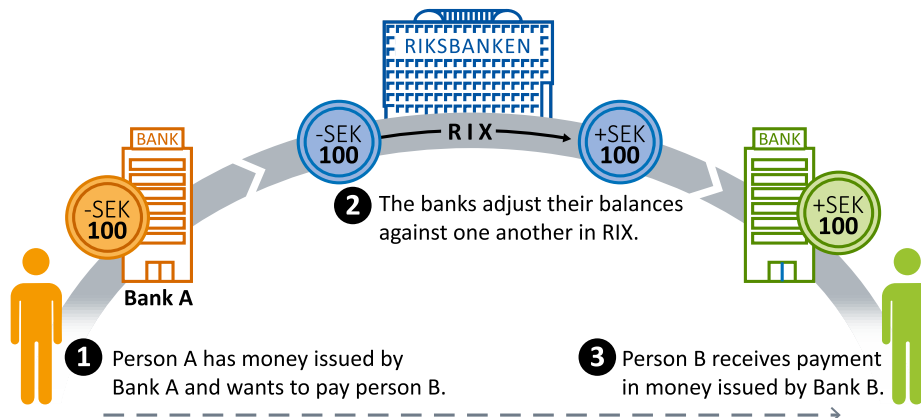 RIKSBANKEN
BANK
-SEK
100
Bank A
-SEK
100
RIX
+SEK
100
BANK
+SEK
100
1 Person A has money issued by
Bank A and wants to pay person B.
2 The banks adjust their balances
against one another in RIX.
3 Person B receives payment
in money issued by Bank B.